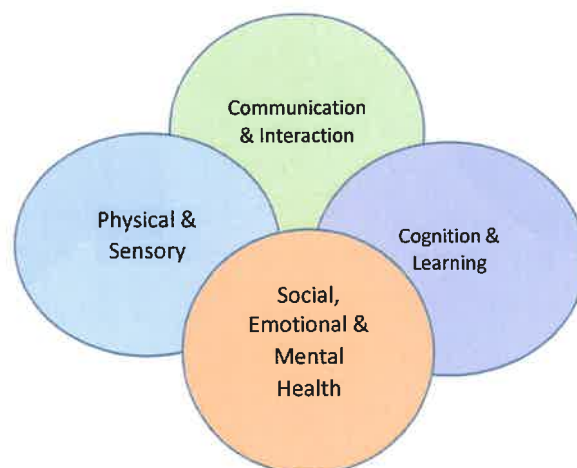 Communication
& Interaction
Physical &
Sensory
Cognition &
Learning
Social,
Emotional &
Mental
Health